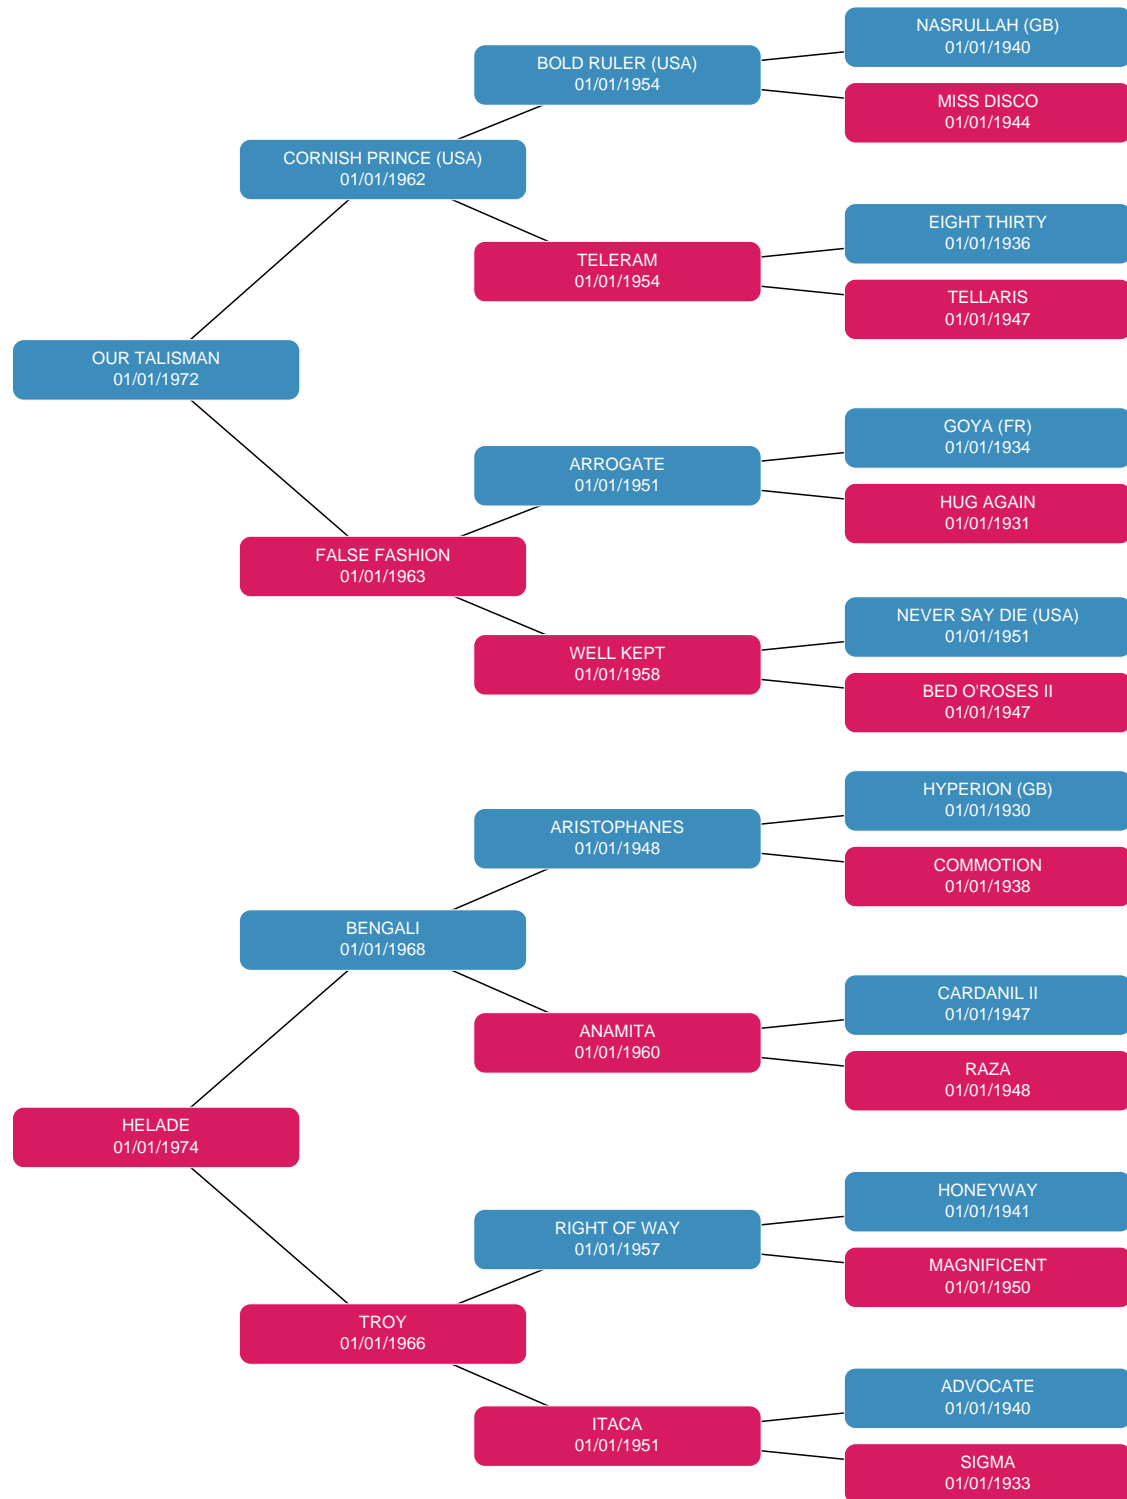 NASRULLAH (GB)
01/01/1940
BOLD RULER (USA)
01/01/1954
MISS DISCO
01/01/1944
CORNISH PRINCE (USA)
01/01/1962
EIGHT THIRTY
01/01/1936
TELERAM
01/01/1954
TELLARIS
01/01/1947
OUR TALISMAN
01/01/1972
GOYA (FR)
01/01/1934
ARROGATE
01/01/1951
HUG AGAIN
01/01/1931
FALSE FASHION
01/01/1963
NEVER SAY DIE (USA)
01/01/1951
WELL KEPT
01/01/1958
BED O'ROSES II
01/01/1947
HYPERION (GB)
01/01/1930
ARISTOPHANES
01/01/1948
COMMOTION
01/01/1938
BENGALI
01/01/1968
CARDANIL II
01/01/1947
ANAMITA
01/01/1960
RAZA
01/01/1948
HELADE
01/01/1974
HONEYWAY
01/01/1941
RIGHT OF WAY
01/01/1957
MAGNIFICENT
01/01/1950
TROY
01/01/1966
ADVOCATE
01/01/1940
ITACA
01/01/1951
SIGMA
01/01/1933